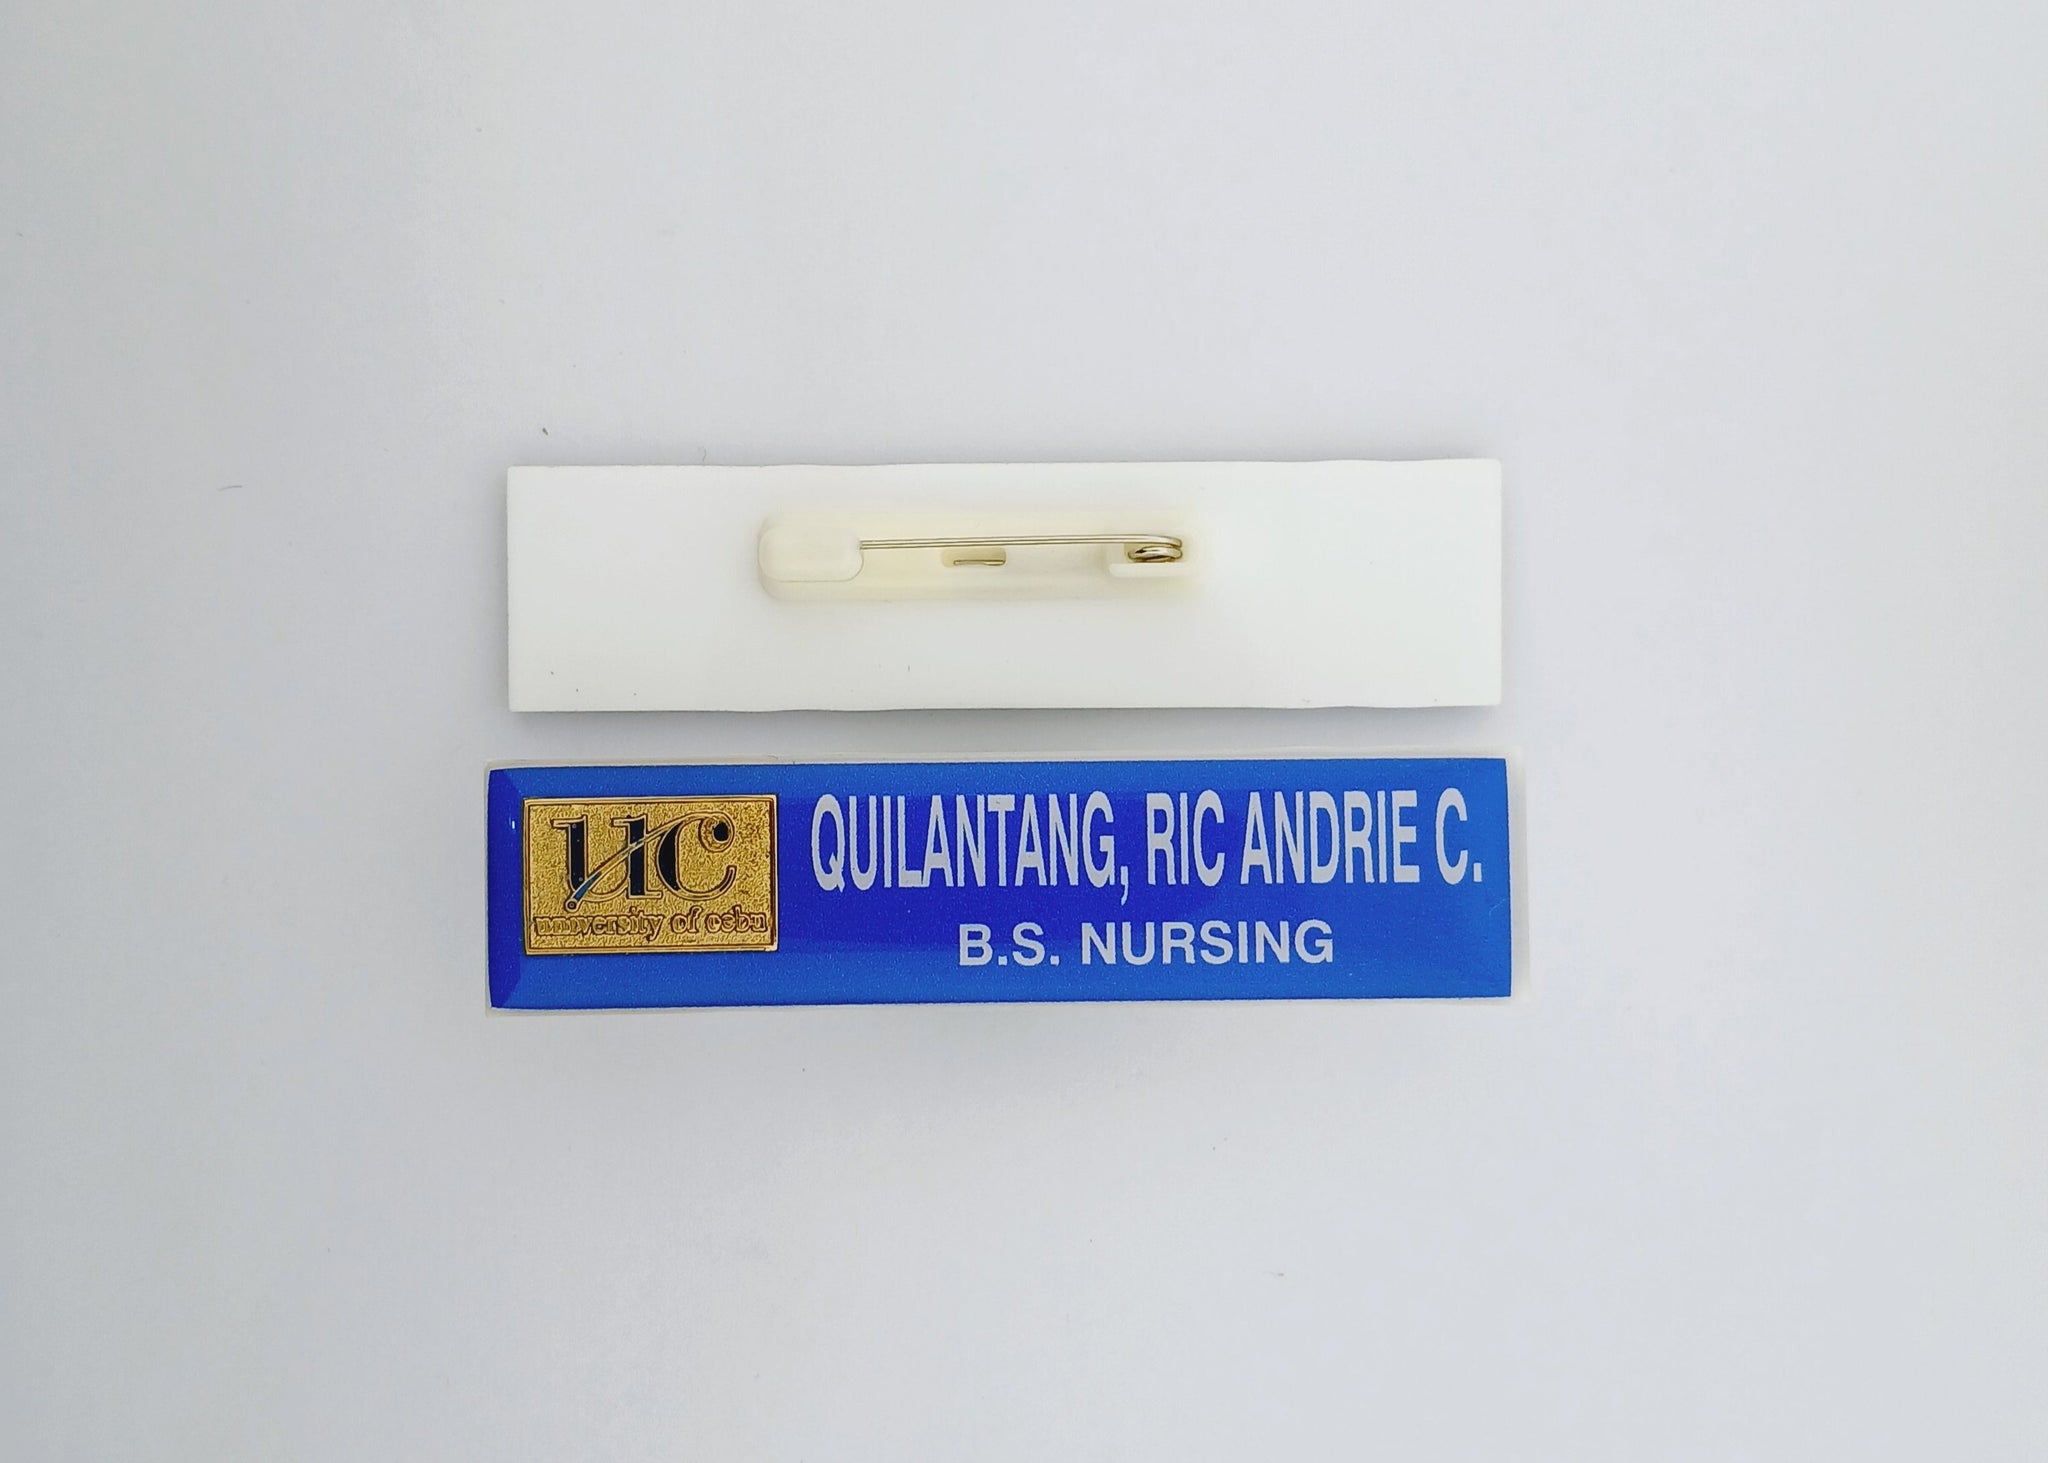 UC
university of cebu
QUILANTANG, RIC ANDRIE C.
B.S. NURSING